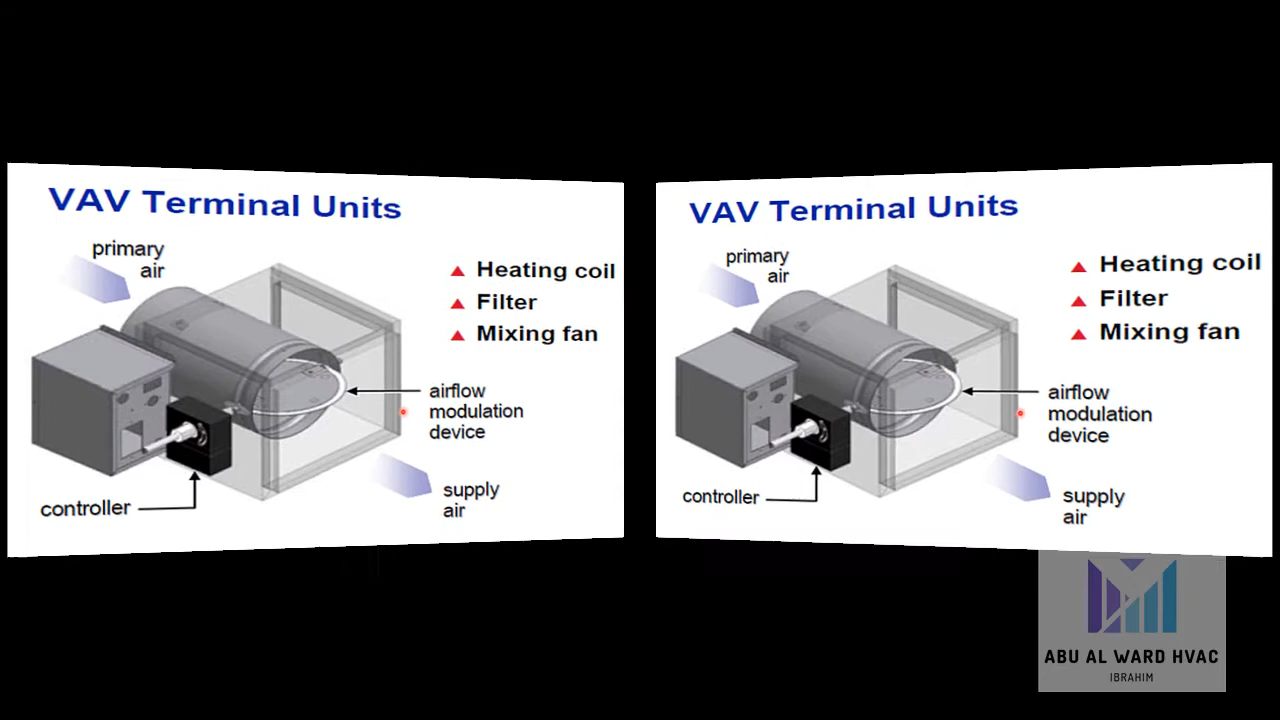 VAV Terminal Units
primary
air
Heating coil
Filter
Mixing fan
airflow
modulation
device
controller
supply
air
VAV Terminal Units
primary
air
Heating coil
Filter
Mixing fan
airflow
modulation
device
controller
supply
air
ABU AL WARD HVAC
IBRAHIM